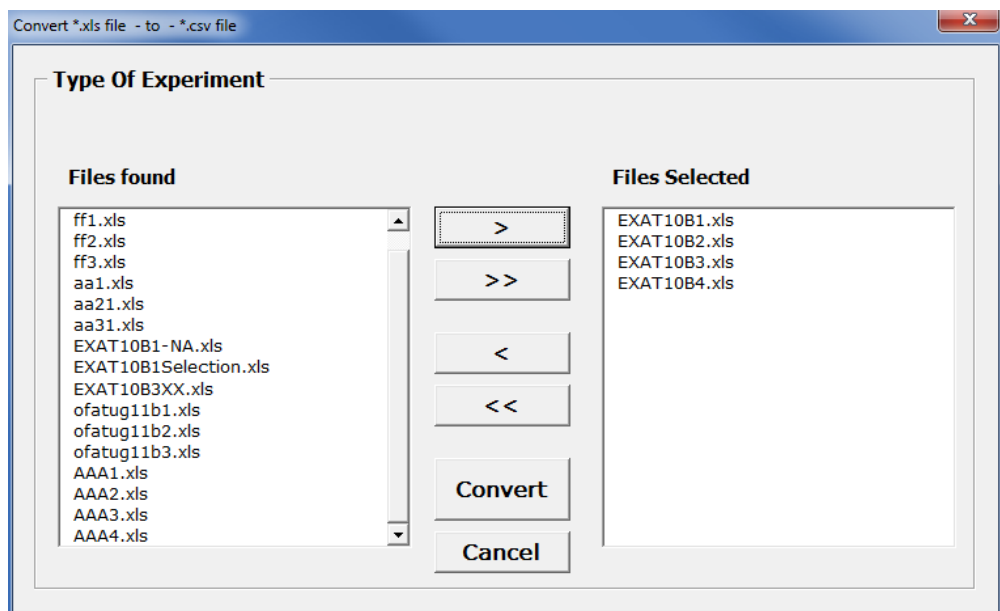 Convert *.xls file - to - *.csv file
Type Of Experiment
Files found
ff1.xls
ff2.xls
ff3.xls
aa1.xls
aa21.xls
aa31.xls
EXAT10B1-NA.xls
EXAT10B1Selection.xls
EXAT10B3XX.xls
ofatug11b1.xls
ofatug11b2.xls
ofatug11b3.xls
AAA1.xls
AAA2.xls
AAA3.xls
AAA4.xls
>
>>
<
<<
Convert
Cancel
Files Selected
EXAT10B1.xls
EXAT10B2.xls
EXAT10B3.xls
EXAT10B4.xls